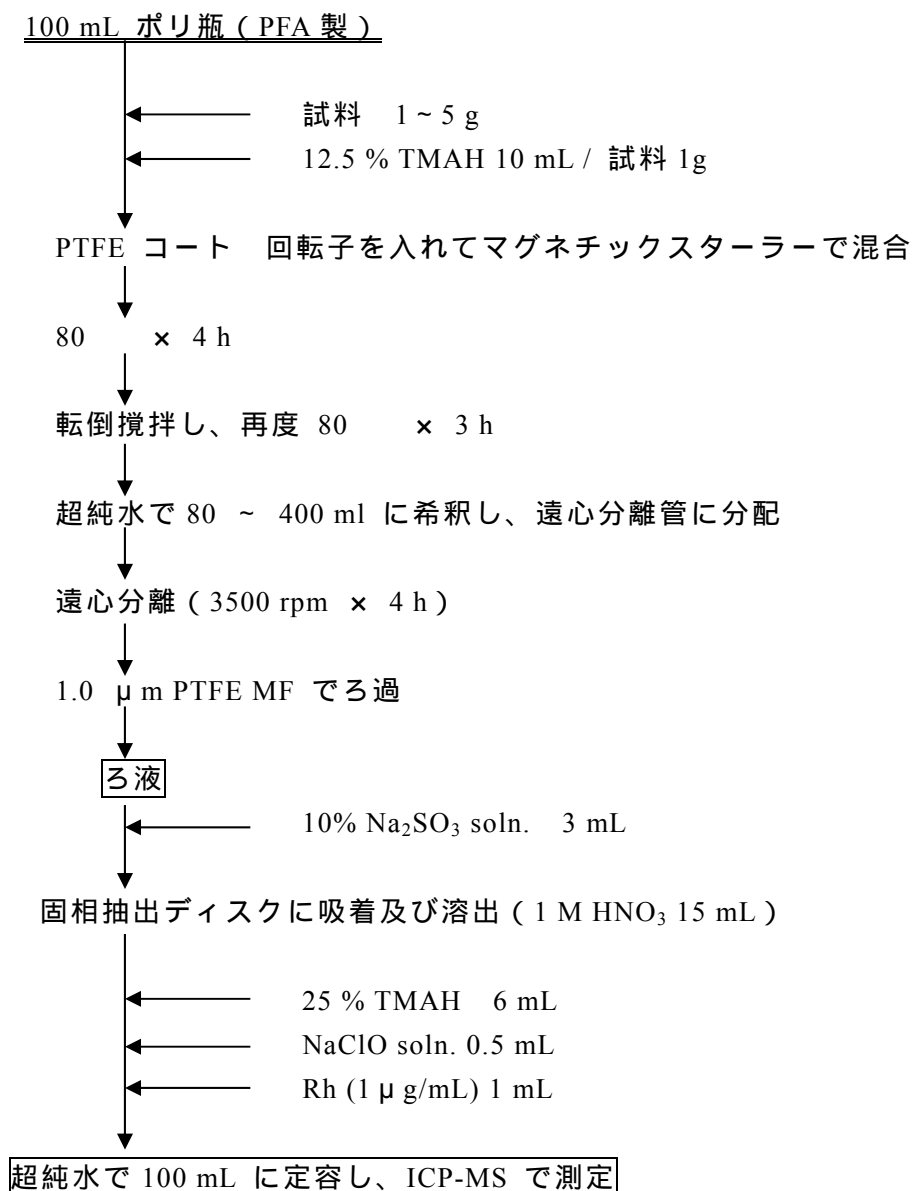 100 mL ポリ瓶（PFA 製）
試料 1 ~ 5 g
12.5 % TMAH 10 mL / 試料 1g
PTFE コート 回転子を入れてマグネチックスターラーで混合
80 × 4 h
転倒撹拌し、再度 80 × 3 h
超純水で 80 ~ 400 ml に希釈し、遠心分離管に分配
遠心分離（3500 rpm × 4 h）
1.0 μm PTFE MF でろ過
ろ液
10% Na₂SO₃ soln. 3 mL
固相抽出ディスクに吸着及び溶出（1 M HNO₃ 15 mL）
25 % TMAH 6 mL
NaClO soln. 0.5 mL
Rh (1 μg/mL) 1 mL
超純水で 100 mL に定容し、ICP-MS で測定